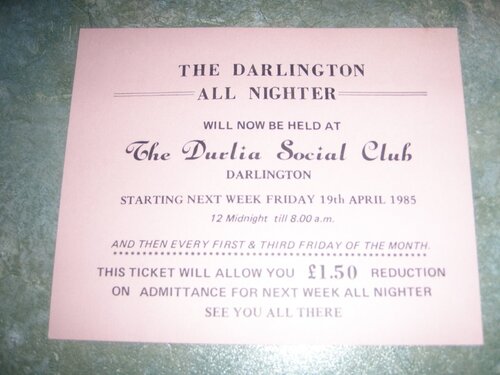 THE DARLINGTON
ALL NIGHTER
WILL NOW BE HELD AT
The Durlia Social Club
DARLINGTON
STARTING NEXT WEEK FRIDAY 19th APRIL 1985
12 Midnight till 8.00 a.m.
AND THEN EVERY FIRST & THIRD FRIDAY OF THE MONTH.
THIS TICKET WILL ALLOW YOU £1.50 REDUCTION
ON ADMITTANCE FOR NEXT WEEK ALL NIGHTER
SEE YOU ALL THERE